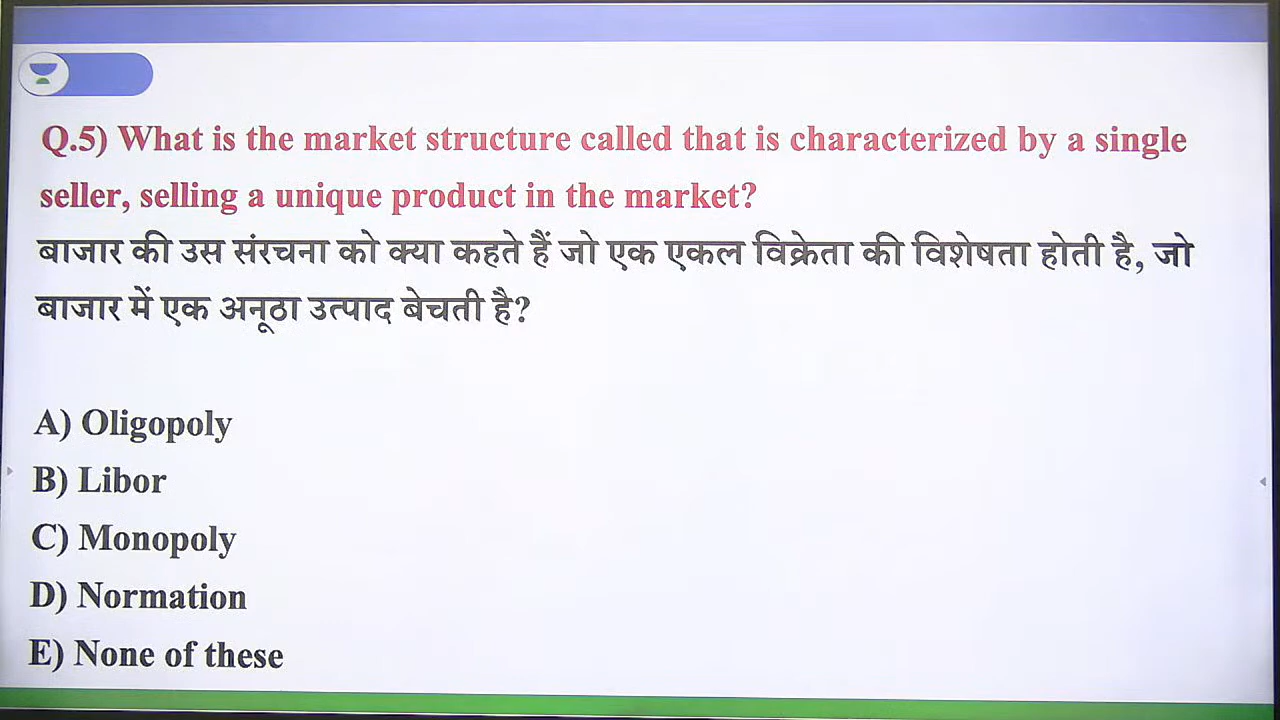 Q.5) What is the market structure called that is characterized by a single
seller, selling a unique product in the market?
बाजार की उस संरचना को क्या कहते हैं जो एक एकल विक्रेता की विशेषता होती है, जो
बाजार में एक अनूठा उत्पाद बेचती है?
A) Oligopoly
B) Libor
C) Monopoly
D) Normation
E) None of these